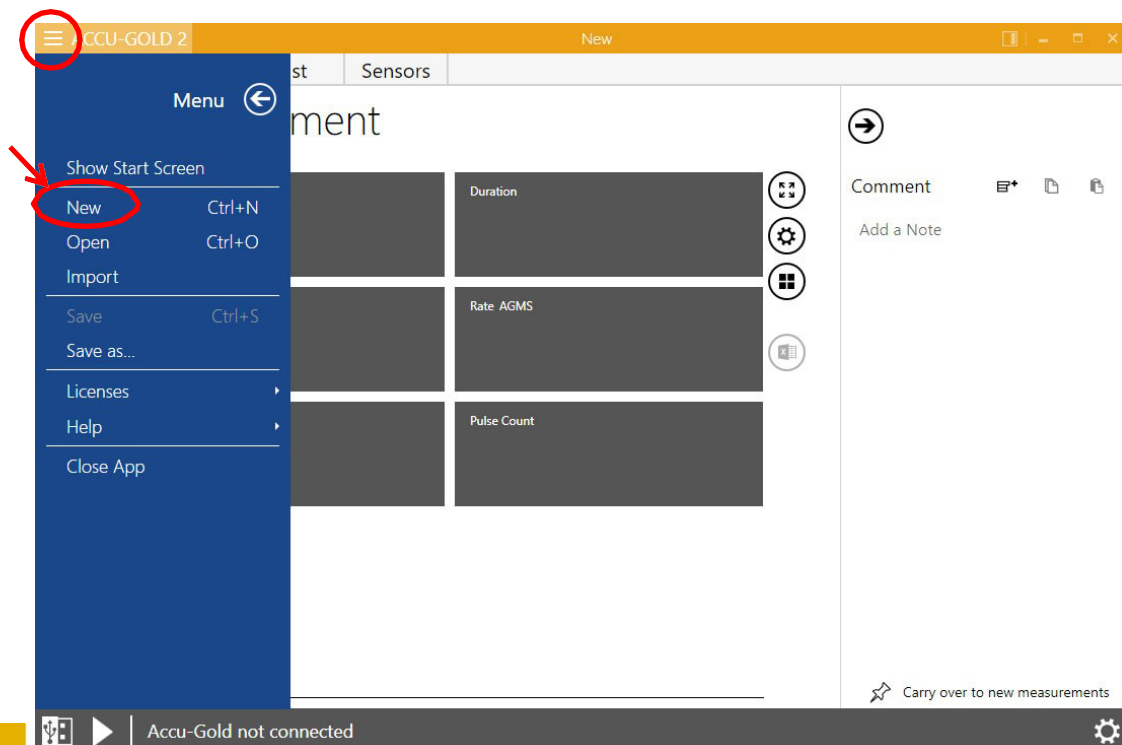 ACCU-GOLD 2
New
st
Sensors
Menu
ment
Show Start Screen
New Ctrl+N
Open Ctrl+O
Import
Save Ctrl+S
Save as...
Licenses
Help
Close App
Duration
Rate AGMS
Pulse Count
Comment
Add a Note
Carry over to new measurements
Accu-Gold not connected